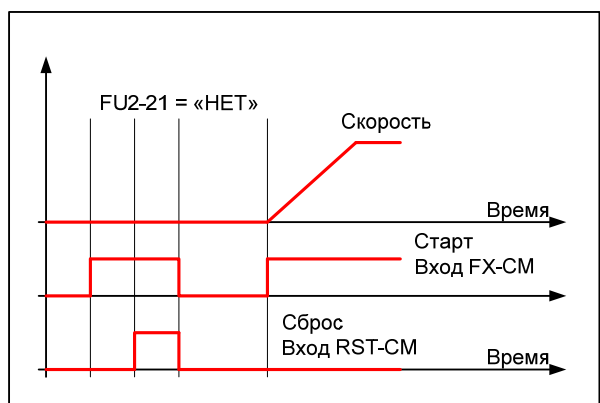 FU2-21 = «НЕТ»
Скорость
Время
Старт
Вход FX-CM
Сброс
Вход RST-CM
Время